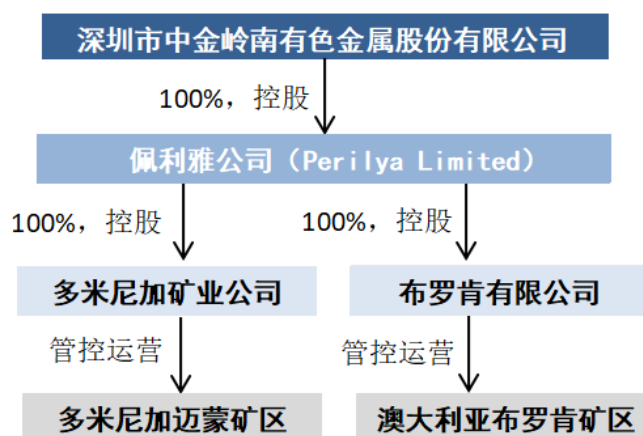 深圳市中金岭南有色金属股份有限公司
100%，控股
佩利雅公司（Perilya Limited）
100%，控股
100%，控股
多米尼加矿业公司
布罗肯有限公司
管控运营
管控运营
多米尼加迈蒙矿区
澳大利亚布罗肯矿区